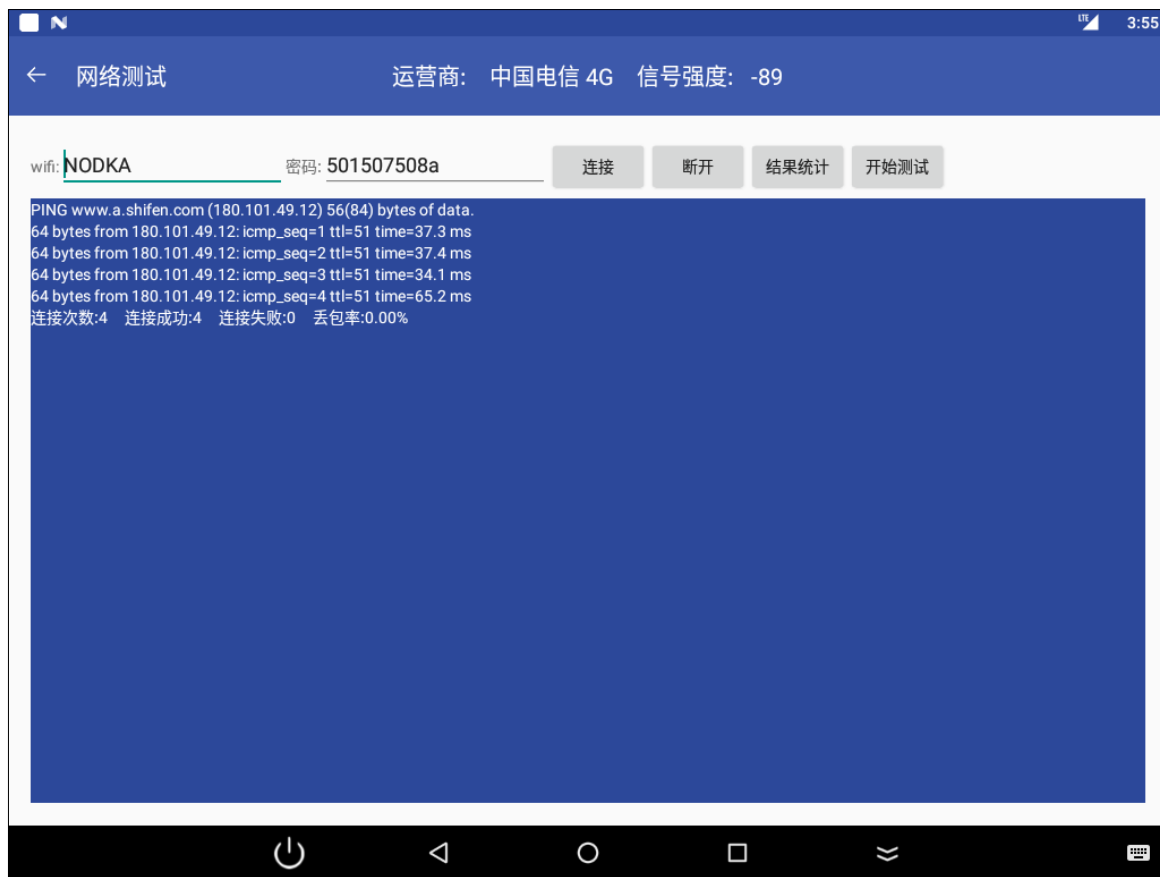 LTE 3:55
网络测试 运营商: 中国电信 4G 信号强度: -89
wifi: NODKA 密码: 501507508a 连接 断开 结果统计 开始测试
PING www.a.shifen.com (180.101.49.12) 56(84) bytes of data.
64 bytes from 180.101.49.12: icmp_seq=1 ttl=51 time=37.3 ms
64 bytes from 180.101.49.12: icmp_seq=2 ttl=51 time=37.4 ms
64 bytes from 180.101.49.12: icmp_seq=3 ttl=51 time=34.1 ms
64 bytes from 180.101.49.12: icmp_seq=4 ttl=51 time=65.2 ms
连接次数:4 连接成功:4 连接失败:0 丢包率:0.00%